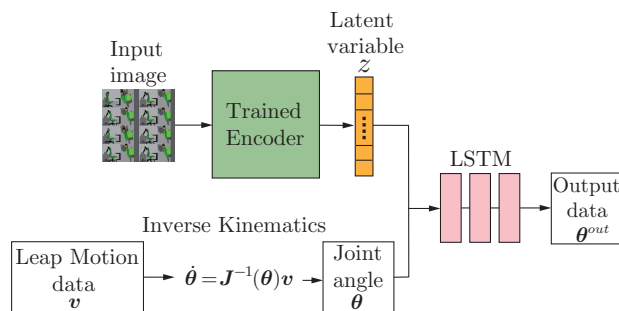 Input
image
Trained
Encoder
Latent
variable
z
LSTM
Output
data
θ^out
Inverse Kinematics
Leap Motion
data
v
θ̇ = J⁻¹(θ)v
Joint
angle
θ